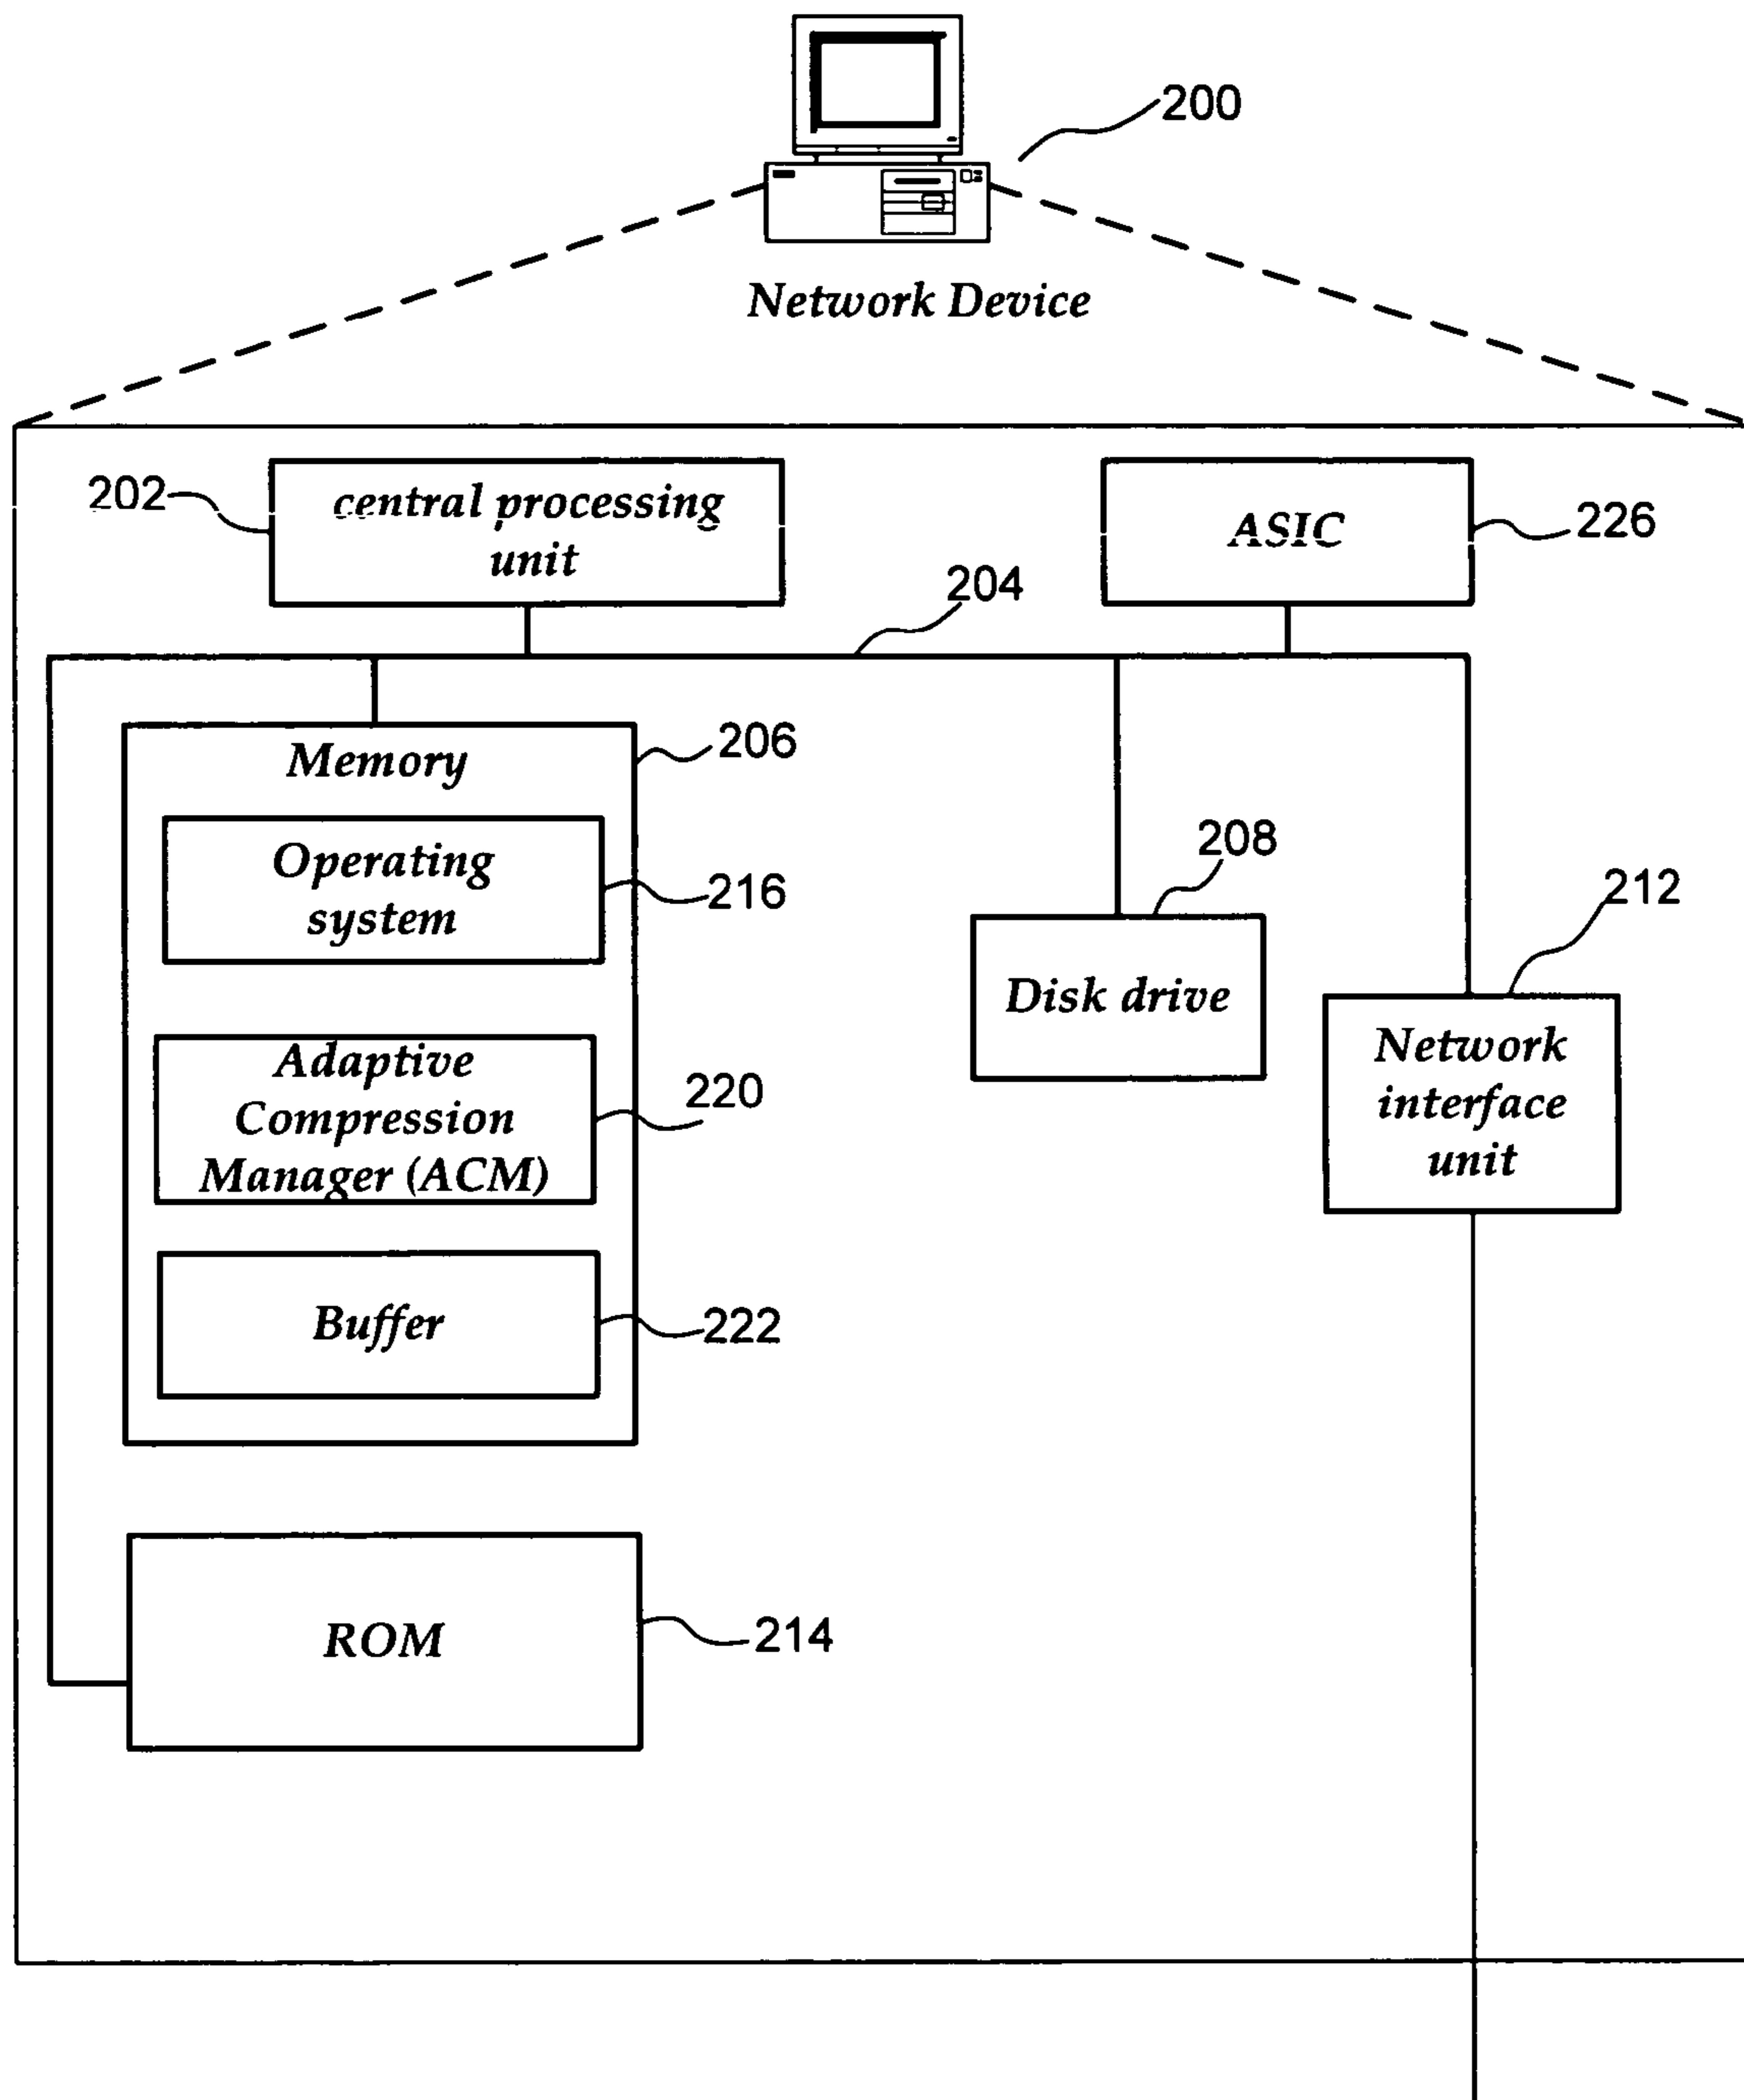 200
Network Device
202
central processing
unit
ASIC
226
204
Memory
206
Operating
system
216
208
212
Disk drive
Network
interface
unit
Adaptive
Compression
Manager (ACM)
220
Buffer
222
ROM
214